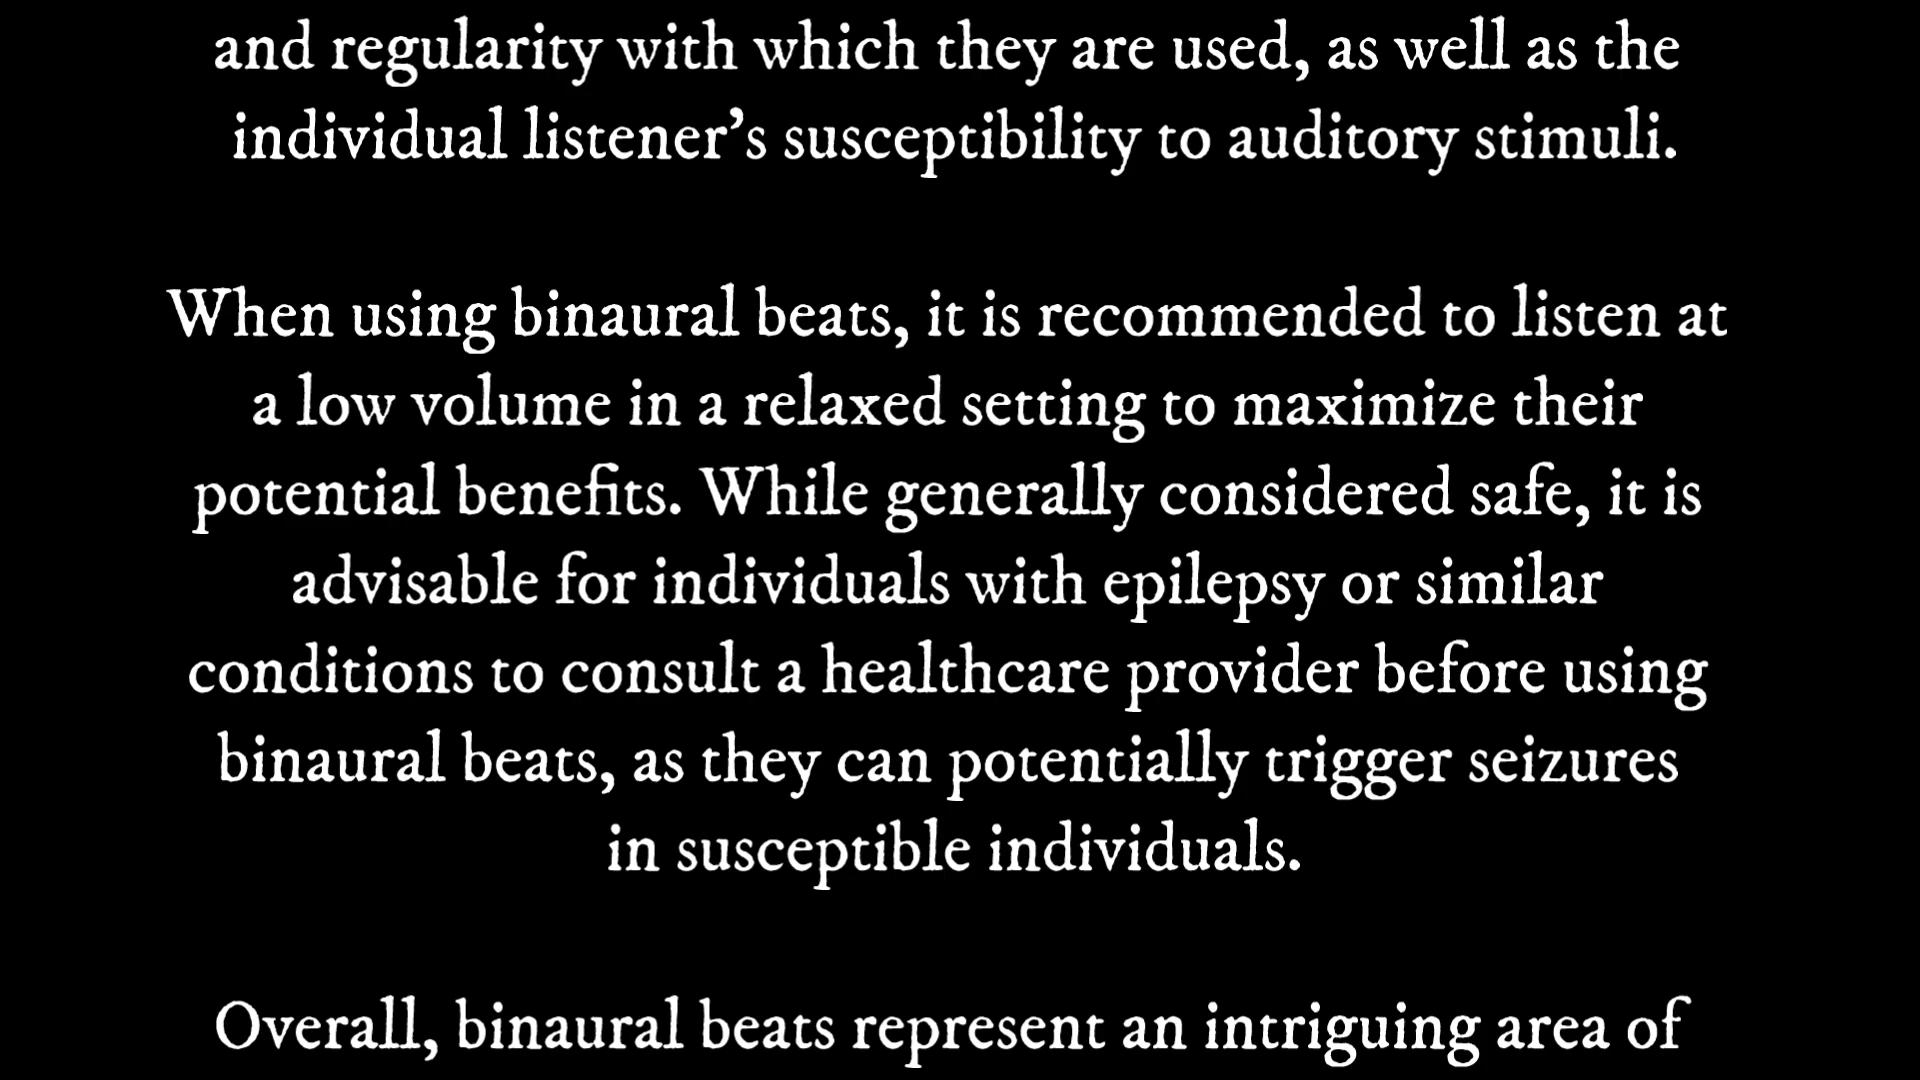 and regularity with which they are used, as well as the
individual listener’s susceptibility to auditory stimuli.
When using binaural beats, it is recommended to listen at
a low volume in a relaxed setting to maximize their
potential benefits. While generally considered safe, it is
advisable for individuals with epilepsy or similar
conditions to consult a healthcare provider before using
binaural beats, as they can potentially trigger seizures
in susceptible individuals.
Overall, binaural beats represent an intriguing area of